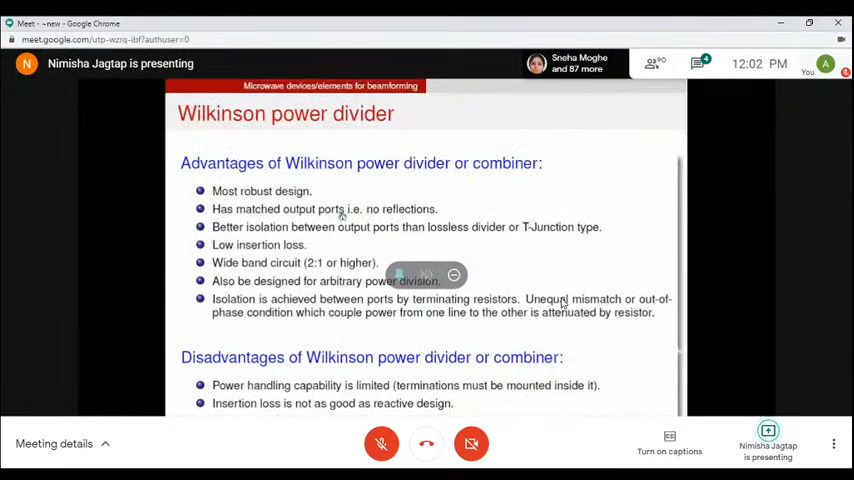 Meet - ~new - Google Chrome
meet.google.com/utp-wzrq-ibf?authuser=0
N Nimisha Jagtap is presenting
Sneha Moghe
and 87 more
90
4
12:02 PM
You
A
Microwave devices/elements for beamforming
Wilkinson power divider
Advantages of Wilkinson power divider or combiner:
Most robust design.
Has matched output ports i.e. no reflections.
Better isolation between output ports than lossless divider or T-Junction type.
Low insertion loss.
Wide band circuit (2:1 or higher).
Also be designed for arbitrary power division.
Isolation is achieved between ports by terminating resistors. Unequal mismatch or out-of-
phase condition which couple power from one line to the other is attenuated by resistor.
Disadvantages of Wilkinson power divider or combiner:
Power handling capability is limited (terminations must be mounted inside it).
Insertion loss is not as good as reactive design.
Meeting details
Turn on captions
Nimisha Jagtap
is presenting